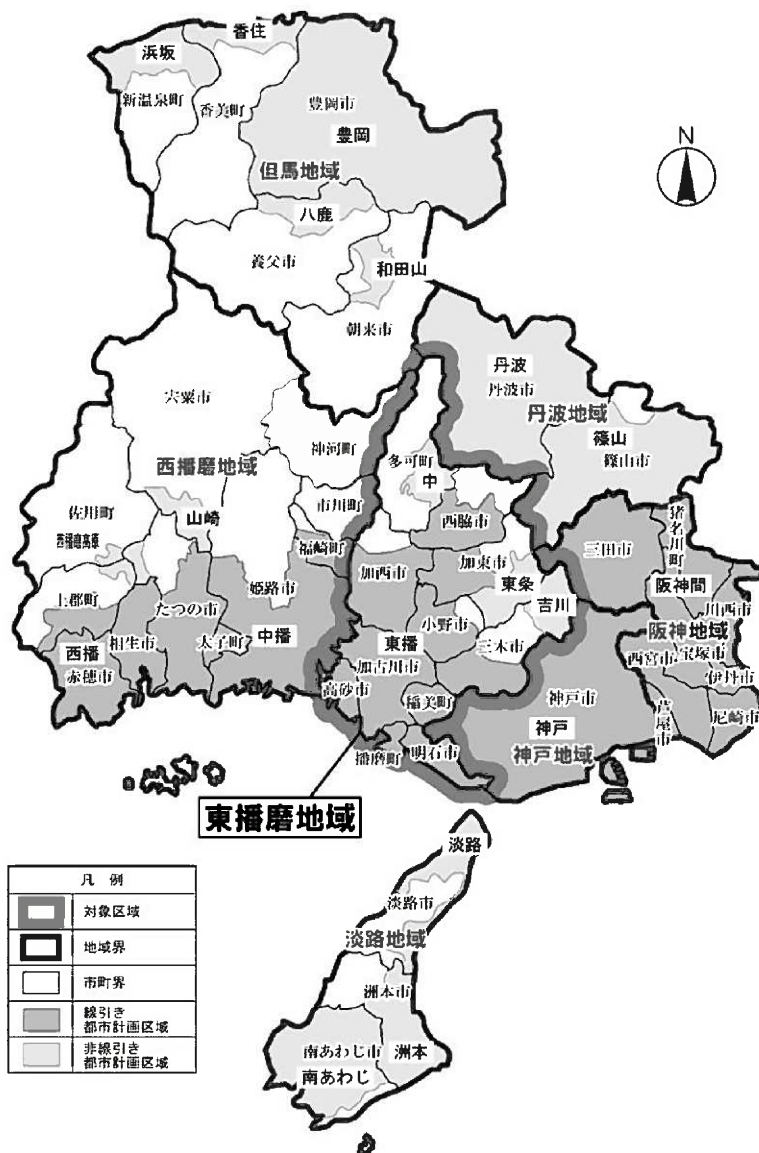 香住
浜坂
N
新温泉町
香美町
豊岡市
豊岡
但馬地域
八鹿
養父市
和田山
朝来市
丹波
丹波市
丹波地域
篠山
篠山市
宍粟市
神河町
西播磨地域
多可町
中
佐用町
山崎
市川町
西脇市
猪名川町
三田市
西播磨高原
福崎町
加西市
加東市
東条
阪神間
上郡町
姫路市
吉川
川西市
たつの市
小野市
阪神地域
相生市
太子町
中播
東播
三木市
西宮市
宝塚市
西播
赤穂市
加古川市
神戸市
伊丹市
高砂市
稲美町
神戸
芦屋市
尼崎市
播磨町
明石市
神戸地域
東播磨地域
淡路
淡路市
淡路地域
洲本市
南あわじ市
洲本
南あわじ
凡 例
対象区域
地域界
市町界
線引き
都市計画区域
非線引き
都市計画区域